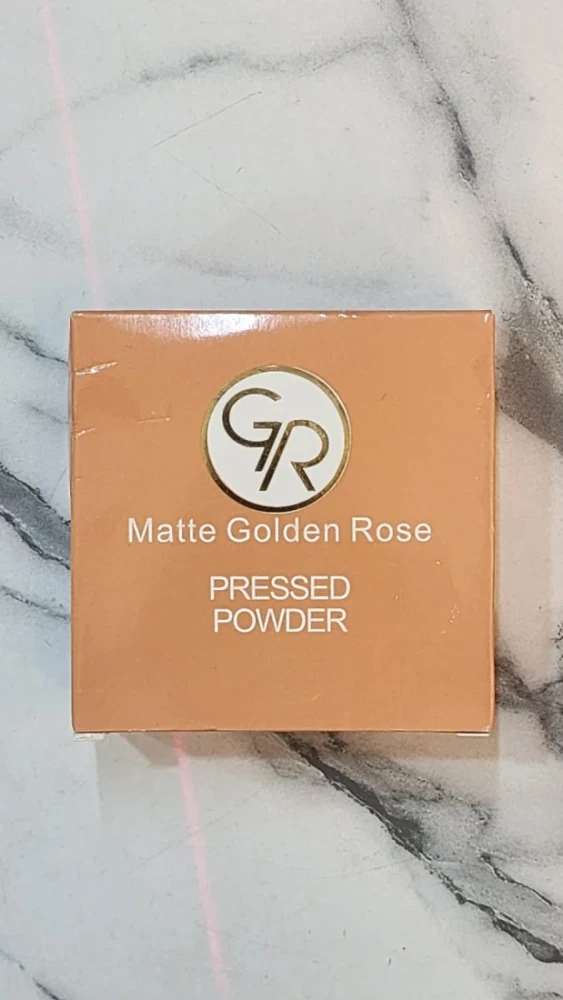 GR
Matte Golden Rose
PRESSED
POWDER